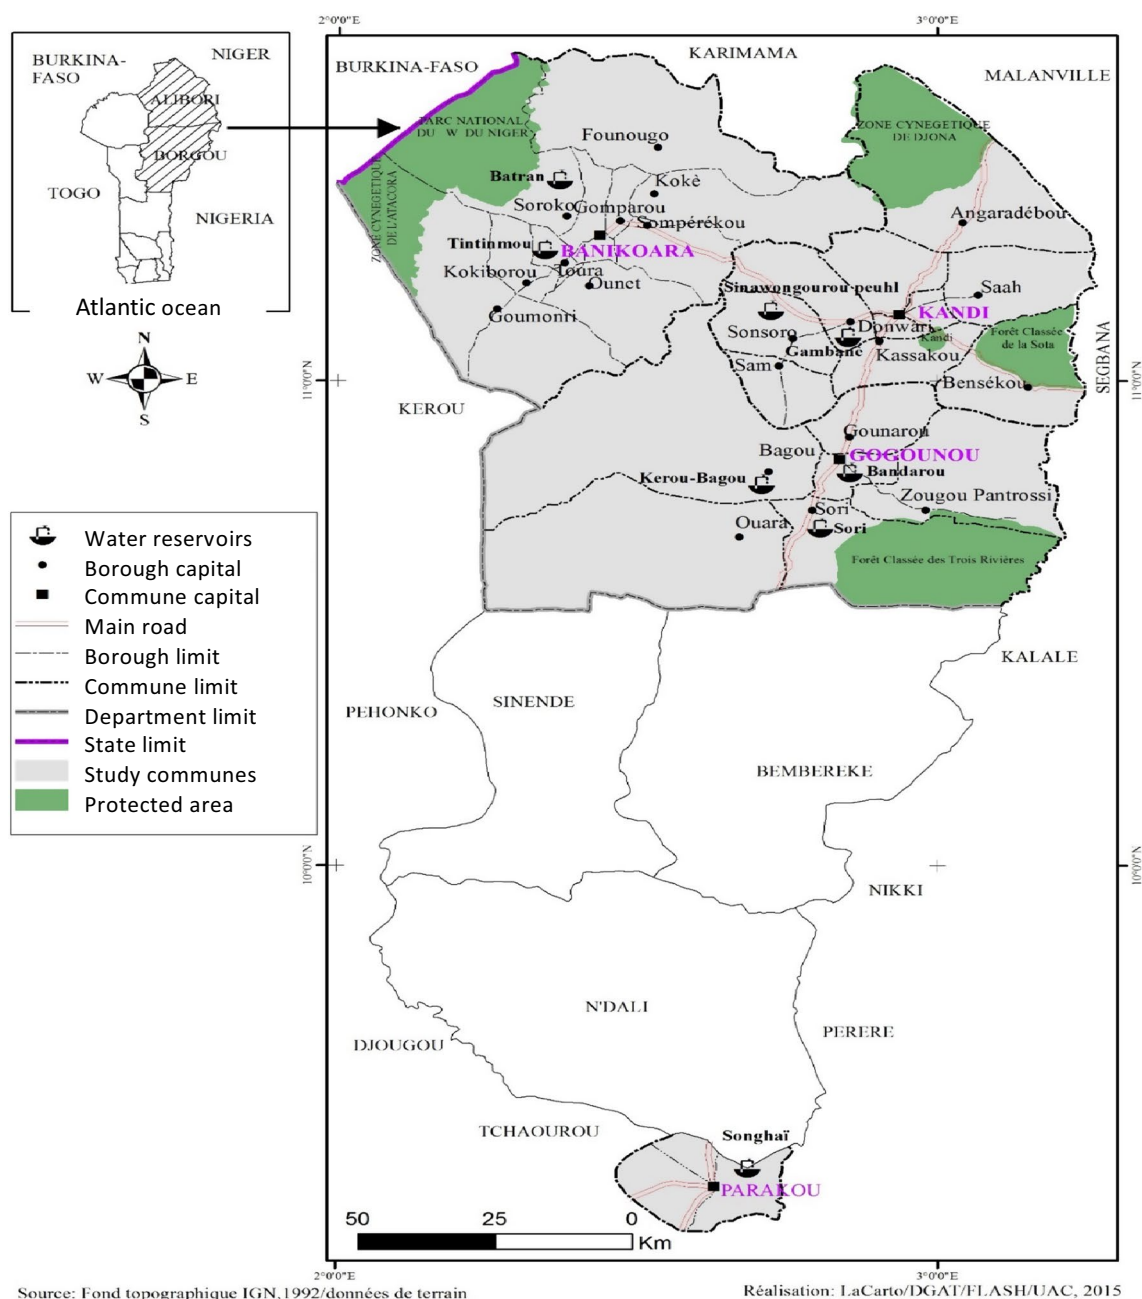 2°0'0"E
3°0'0"E
BURKINA-
FASO
NIGER
ALIBORI
BORGOU
TOGO
NIGERIA
Atlantic ocean
N
W
E
S
BURKINA-FASO
KARIMAMA
MALANVILLE
PARC NATIONAL
DU W DU NIGER
ZONE CYNEGETIQUE
DE DJONA
ZONE CYNEGETIQUE
DE L'ATACORA
Founougo
Batran
Kokè
Soroko
Gomparou
Sompérékou
Angaradébou
Tintinmou
BANIKOARA
Kokiborou
Toura
Ounet
Goumonri
Sinawongourou-peuhl
Saah
KANDI
Sonsoro
Donwari
Gambane
Kandi
Kassakou
Forêt Classée
de la Sota
Sam
Bensékou
SEGBANA
11°0'0"N
11°0'0"N
KEROU
Gounarou
Bagou
GOGOUNOU
Kerou-Bagou
Bandarou
Zougou Pantrossi
Sori
Ouara
Sori
Forêt Classée des Trois Rivières
Water reservoirs
Borough capital
Commune capital
Main road
Borough limit
Commune limit
Department limit
State limit
Study communes
Protected area
KALALE
PEHONKO
SINENDE
BEMBEREKE
10°0'0"N
10°0'0"N
NIKKI
N'DALI
DJOUGOU
PERERE
TCHAOUROU
Songhaï
PARAKOU
50
25
0
Km
2°0'0"E
3°0'0"E
Source: Fond topographique IGN,1992/données de terrain
Réalisation: LaCarto/DGAT/FLASH/UAC, 2015